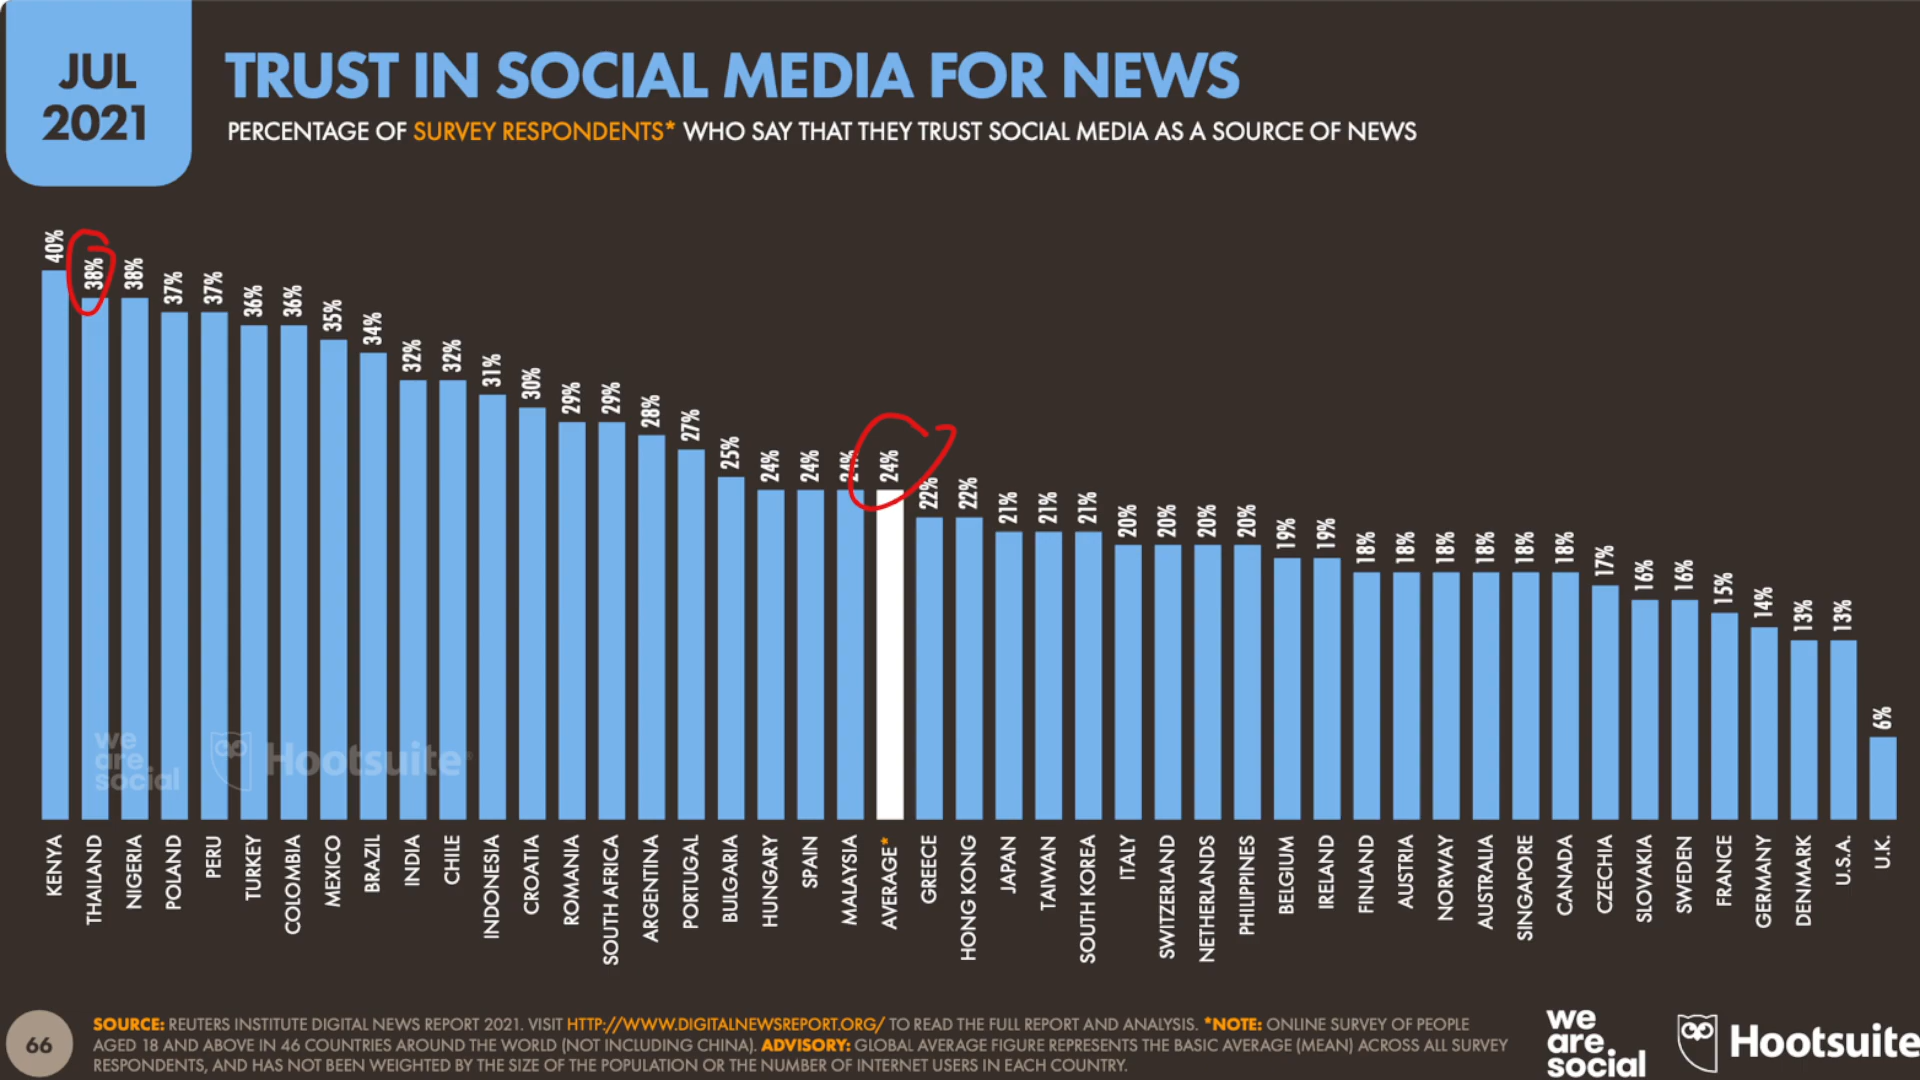 JUL
2021
TRUST IN SOCIAL MEDIA FOR NEWS
PERCENTAGE OF SURVEY RESPONDENTS* WHO SAY THAT THEY TRUST SOCIAL MEDIA AS A SOURCE OF NEWS
40%
38%
38%
37%
37%
36%
36%
35%
34%
32%
32%
31%
30%
29%
29%
28%
27%
25%
24%
24%
24%
24%
22%
22%
21%
21%
21%
20%
20%
20%
20%
19%
19%
18%
18%
18%
18%
18%
18%
17%
16%
16%
15%
14%
13%
13%
6%
we
are
social
Hootsuite
KENYA
THAILAND
NIGERIA
POLAND
PERU
TURKEY
COLOMBIA
MEXICO
BRAZIL
INDIA
CHILE
INDONESIA
CROATIA
ROMANIA
SOUTH AFRICA
ARGENTINA
PORTUGAL
BULGARIA
HUNGARY
SPAIN
MALAYSIA
AVERAGE*
GREECE
HONG KONG
JAPAN
TAIWAN
SOUTH KOREA
ITALY
SWITZERLAND
NETHERLANDS
PHILIPPINES
BELGIUM
IRELAND
FINLAND
AUSTRIA
NORWAY
AUSTRALIA
SINGAPORE
CANADA
CZECHIA
SLOVAKIA
SWEDEN
FRANCE
GERMANY
DENMARK
U.S.A.
U.K.
66
SOURCE: REUTERS INSTITUTE DIGITAL NEWS REPORT 2021. VISIT HTTP://WWW.DIGITALNEWSREPORT.ORG/ TO READ THE FULL REPORT AND ANALYSIS. *NOTE: ONLINE SURVEY OF PEOPLE
AGED 18 AND ABOVE IN 46 COUNTRIES AROUND THE WORLD (NOT INCLUDING CHINA). ADVISORY: GLOBAL AVERAGE FIGURE REPRESENTS THE BASIC AVERAGE (MEAN) ACROSS ALL SURVEY
RESPONDENTS, AND HAS NOT BEEN WEIGHTED BY THE SIZE OF THE POPULATION OR THE NUMBER OF INTERNET USERS IN EACH COUNTRY.
we
are
social
Hootsuite